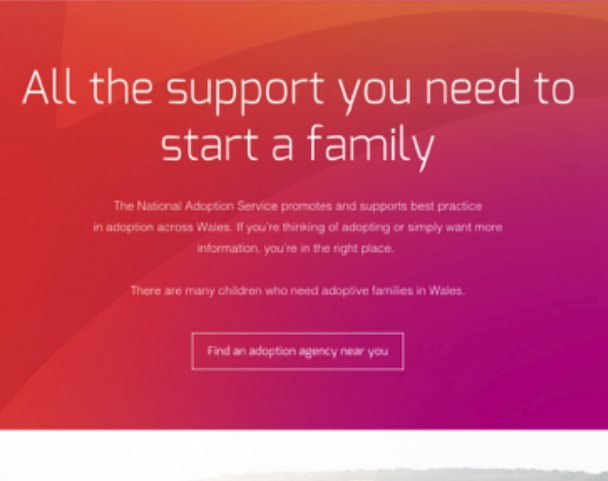 All the support you need to
start a family
The National Adoption Service promotes and supports best practice
in adoption across Wales. If you're thinking of adopting or simply want more
information, you're in the right place.
There are many children who need adoptive families in Wales.
Find an adoption agency near you